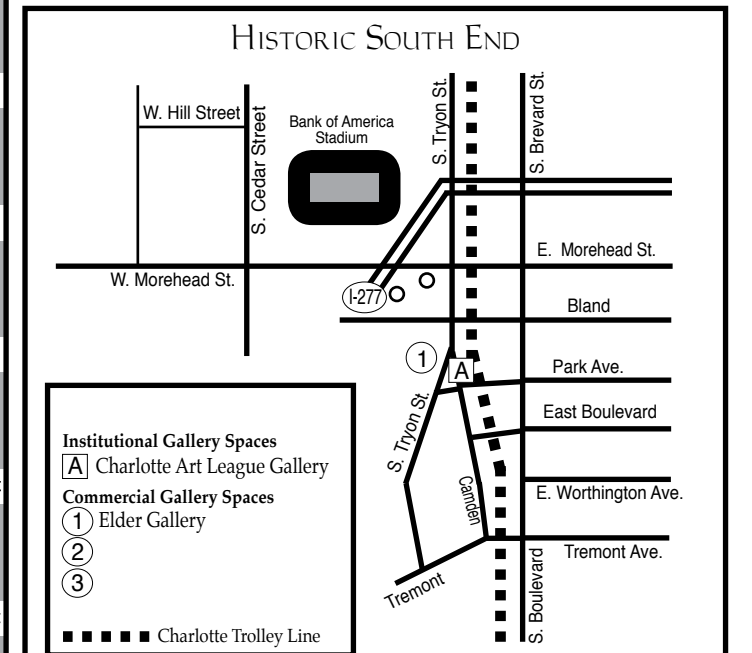 HISTORIC SOUTH END
S. Tryon St.
S. Brevard St.
W. Hill Street
S. Cedar Street
Bank of America
Stadium
E. Morehead St.
W. Morehead St.
I-277
Bland
1
A
Park Ave.
East Boulevard
S. Tryon St.
Camden
E. Worthington Ave.
Tremont Ave.
Tremont
S. Boulevard
Institutional Gallery Spaces
A Charlotte Art League Gallery
Commercial Gallery Spaces
1 Elder Gallery
2
3
Charlotte Trolley Line